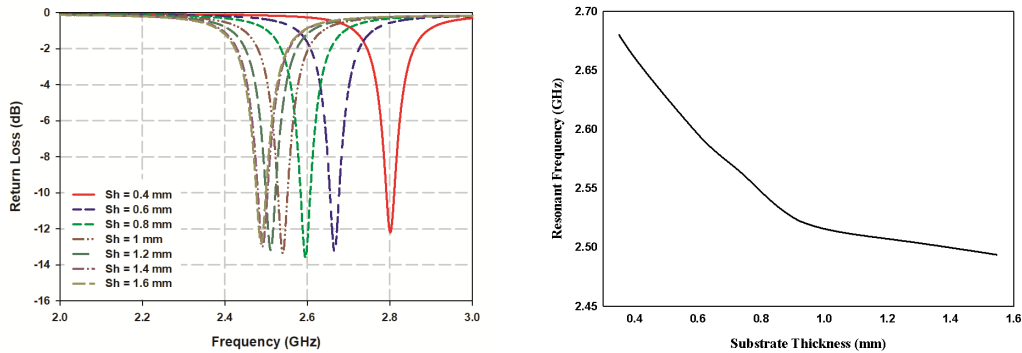 0
-2
-4
-6
-8
-10
-12
-14
-16
Return Loss (dB)
Sh = 0.4 mm
Sh = 0.6 mm
Sh = 0.8 mm
Sh = 1 mm
Sh = 1.2 mm
Sh = 1.4 mm
Sh = 1.6 mm
2.0 2.2 2.4 2.6 2.8 3.0
Frequency (GHz)
2.70
2.65
2.60
2.55
2.50
2.45
Resonant Frequency (GHz)
0.4 0.6 0.8 1.0 1.2 1.4 1.6
Substrate Thickness (mm)